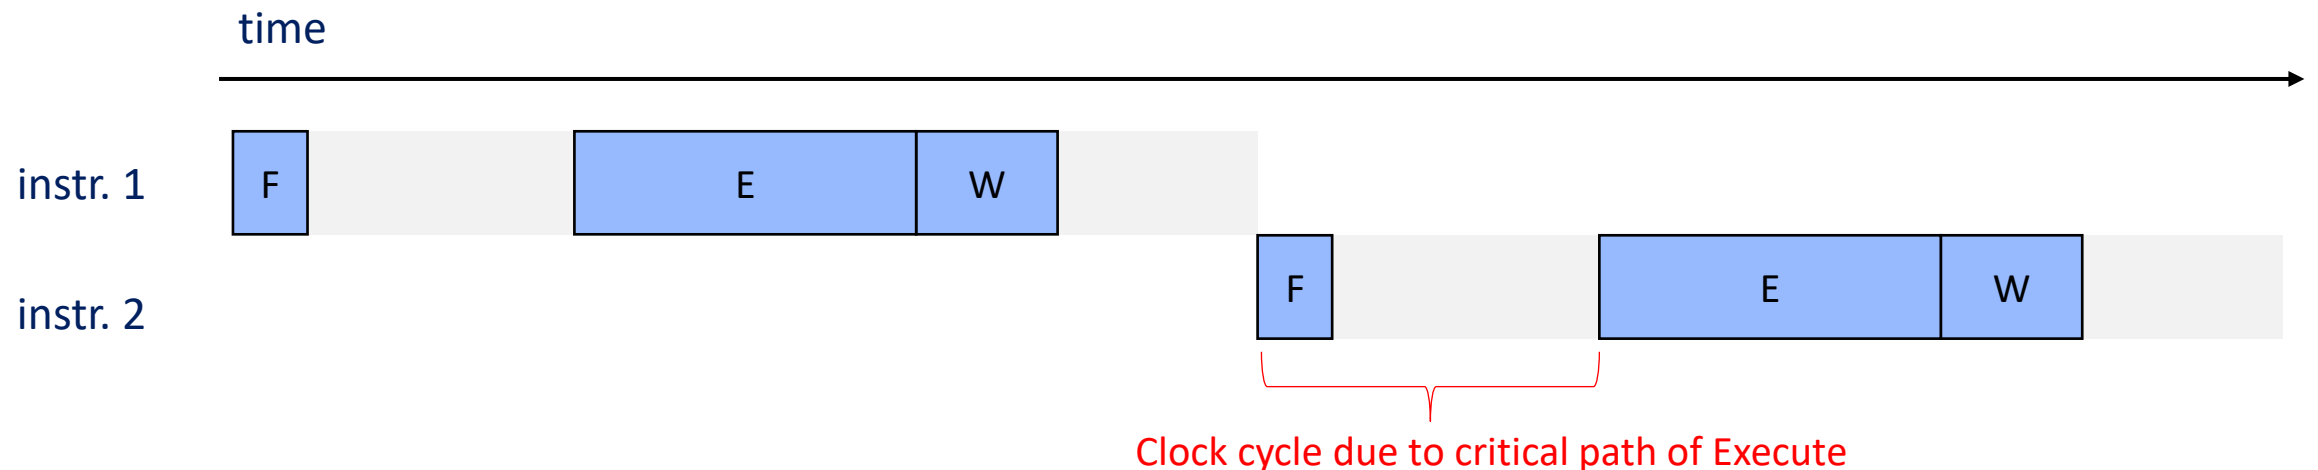 time
instr. 1
F
E
W
instr. 2
F
E
W
Clock cycle due to critical path of Execute